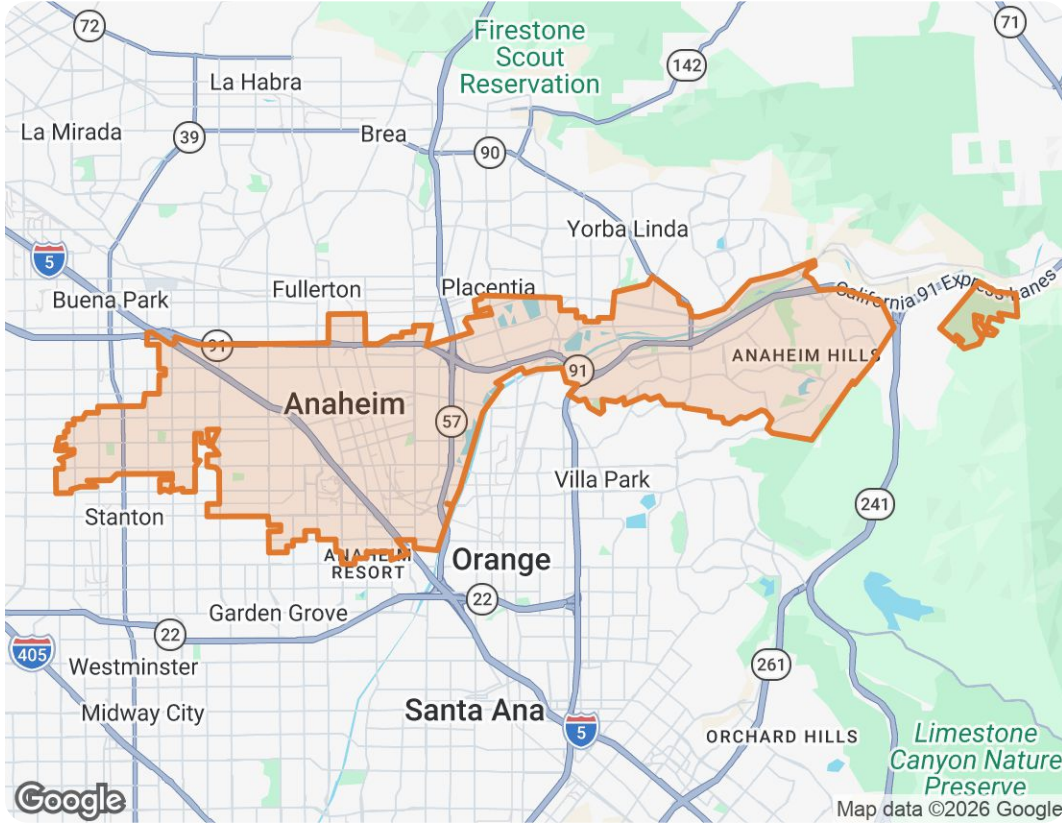 72
71
Firestone
Scout
Reservation
142
La Habra
La Mirada
39
Brea
90
Yorba Linda
5
Buena Park
Fullerton
Placentia
California 91 Express Lanes
91
ANAHEIM HILLS
91
Anaheim
57
Villa Park
Stanton
241
ANAHEIM
RESORT
Orange
22
Garden Grove
22
405
Westminster
261
Midway City
Santa Ana
5
ORCHARD HILLS
Limestone
Canyon Nature
Preserve
Google
Map data ©2026 Google